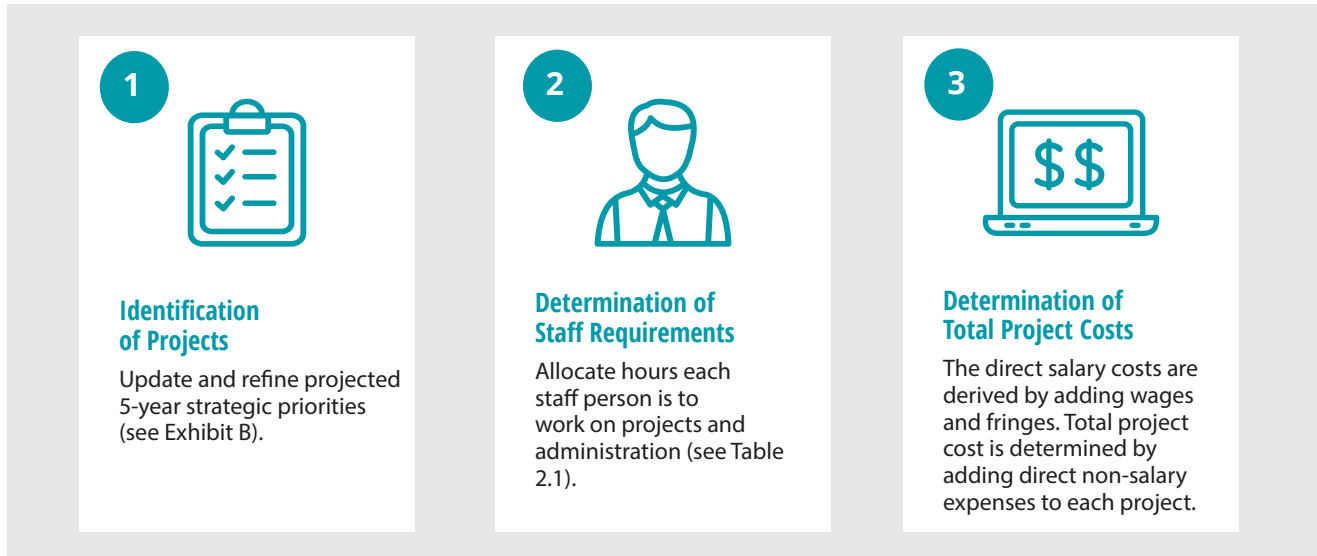 1
Identification
of Projects
Update and refine projected
5-year strategic priorities
(see Exhibit B).
2
Determination of
Staff Requirements
Allocate hours each
staff person is to
work on projects and
administration (see Table
2.1).
3
$$
Determination of
Total Project Costs
The direct salary costs are
derived by adding wages
and fringes. Total project
cost is determined by
adding direct non-salary
expenses to each project.